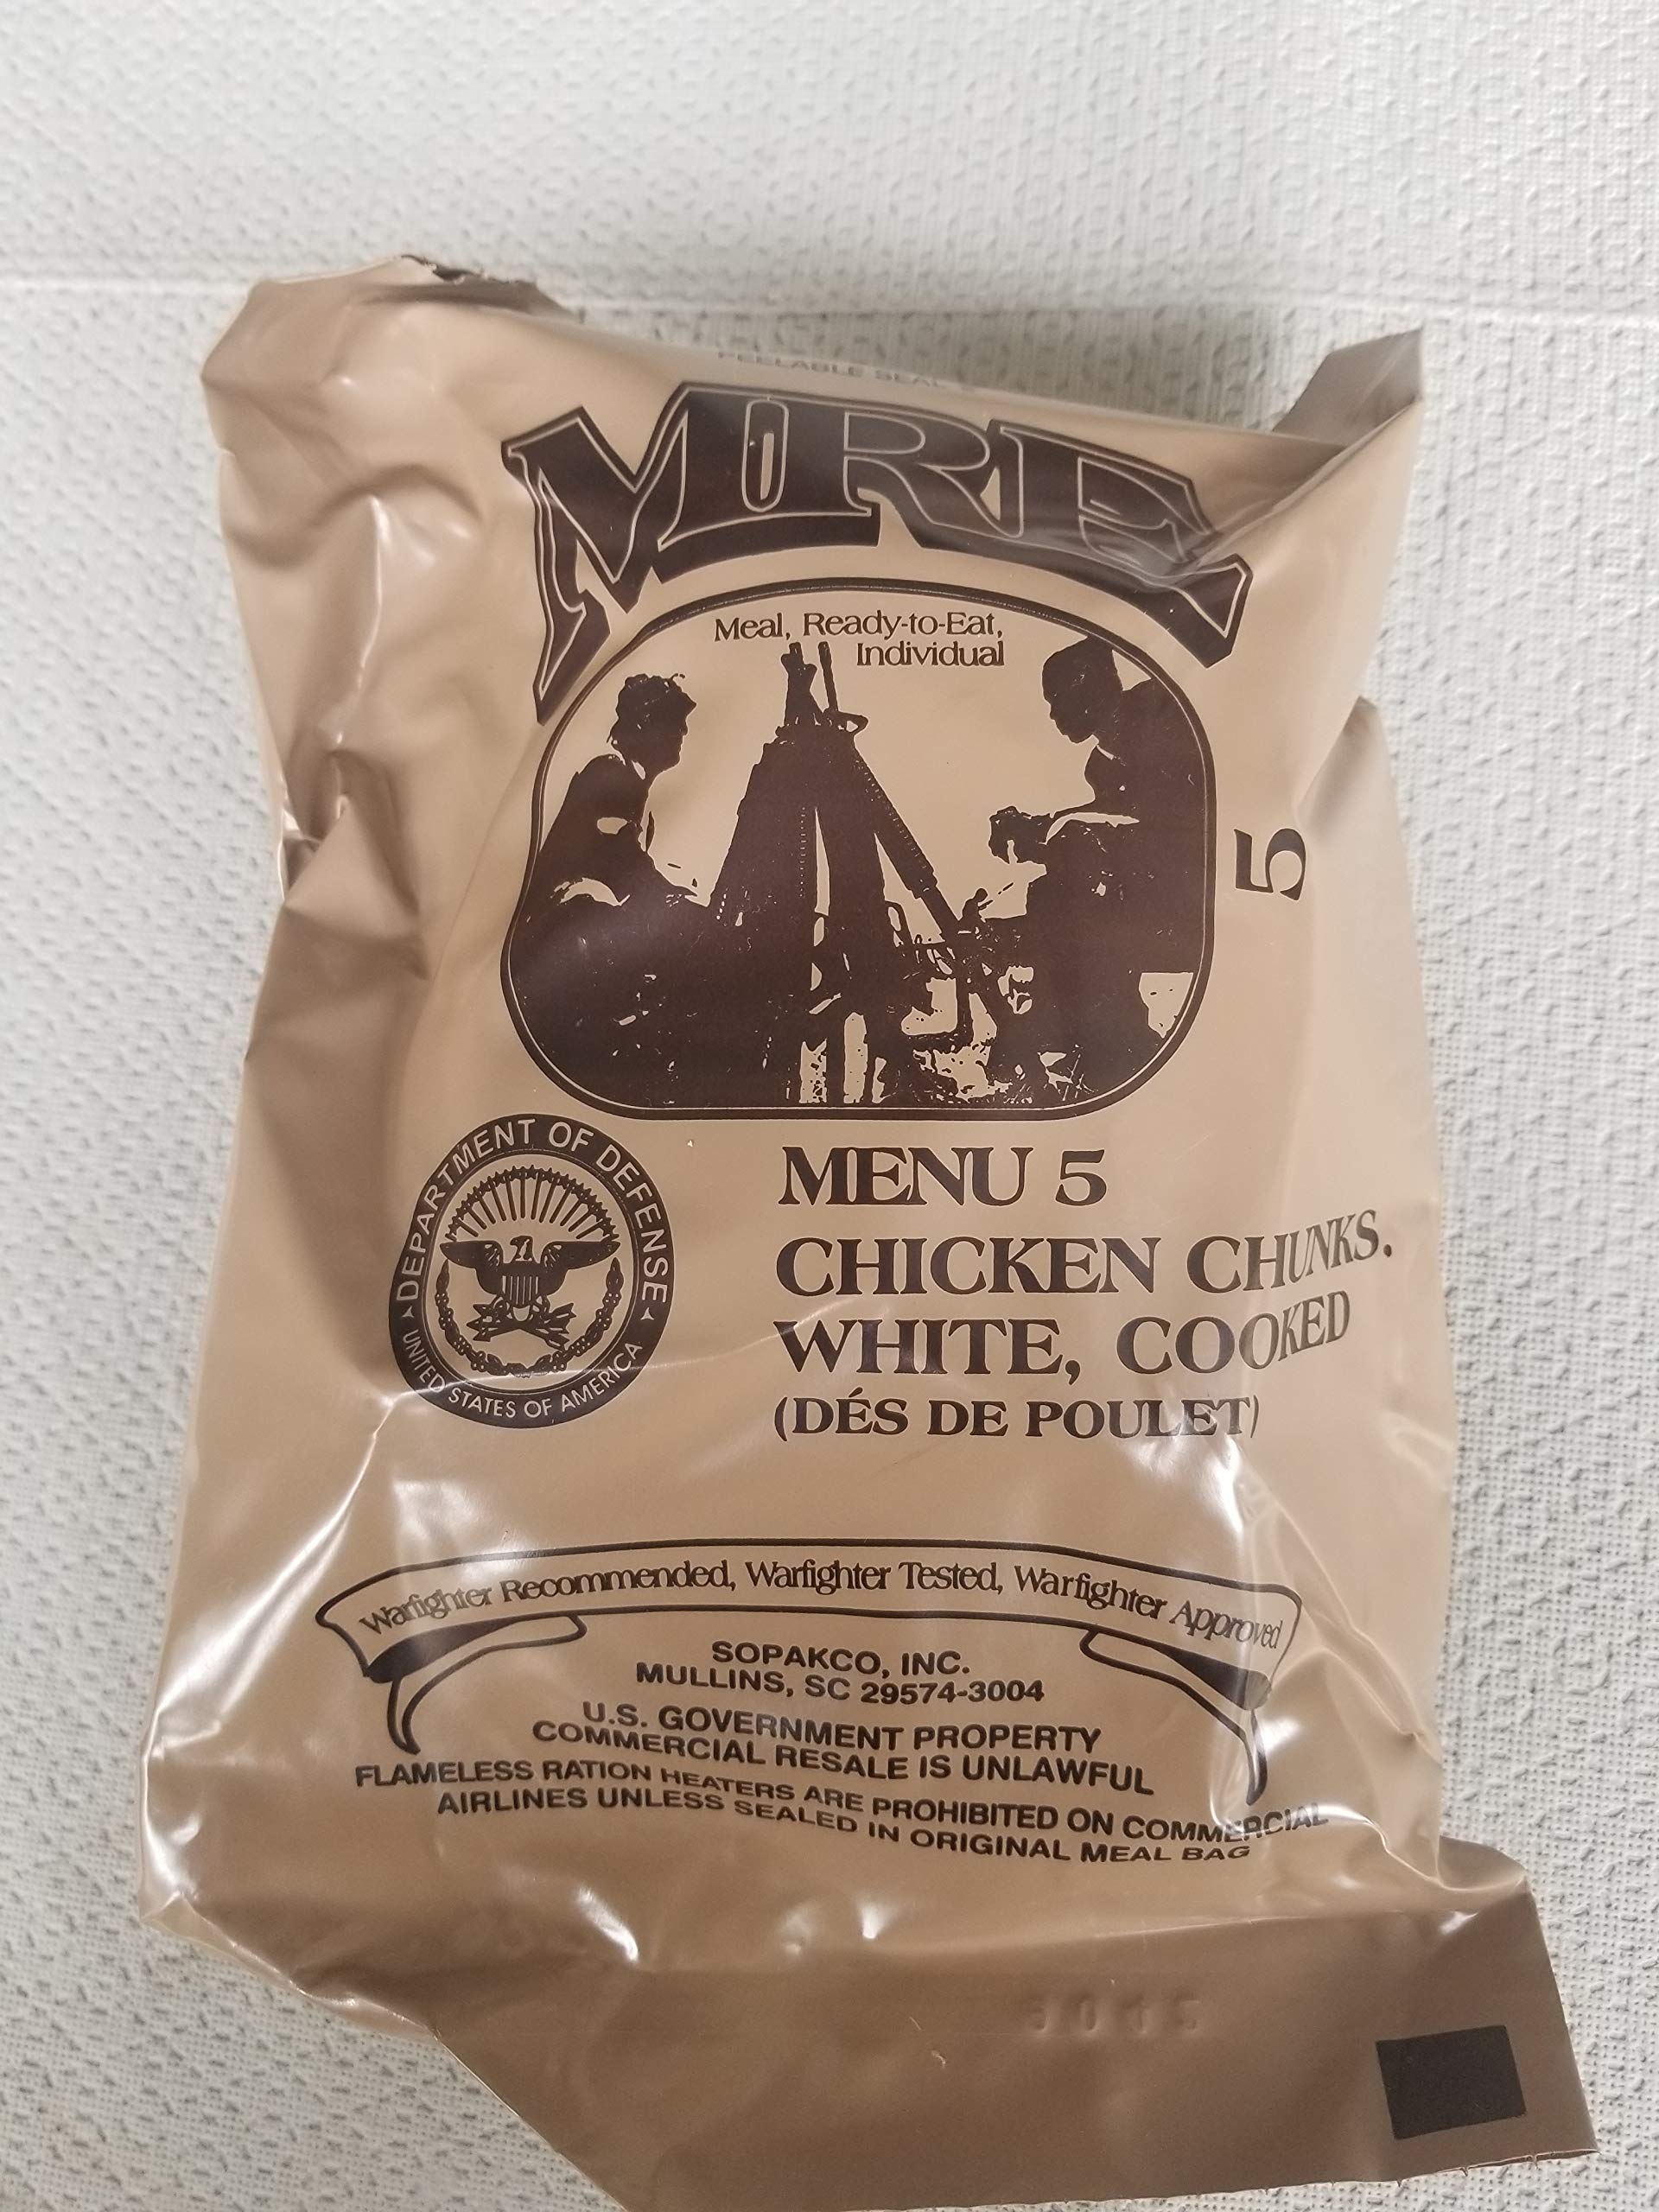 PEELABLE SEAL
MRE
Meal, Ready-to-Eat,
Individual
5
DEPARTMENT OF DEFENSE
UNITED STATES OF AMERICA
MENU 5
CHICKEN CHUNKS.
WHITE, COOKED
(DÉS DE POULET)
Warfighter Recommended, Warfighter Tested, Warfighter Approved
SOPAKCO, INC.
MULLINS, SC 29574-3004
U.S. GOVERNMENT PROPERTY
COMMERCIAL RESALE IS UNLAWFUL
FLAMELESS RATION HEATERS ARE PROHIBITED ON COMMERCIAL
AIRLINES UNLESS SEALED IN ORIGINAL MEAL BAG